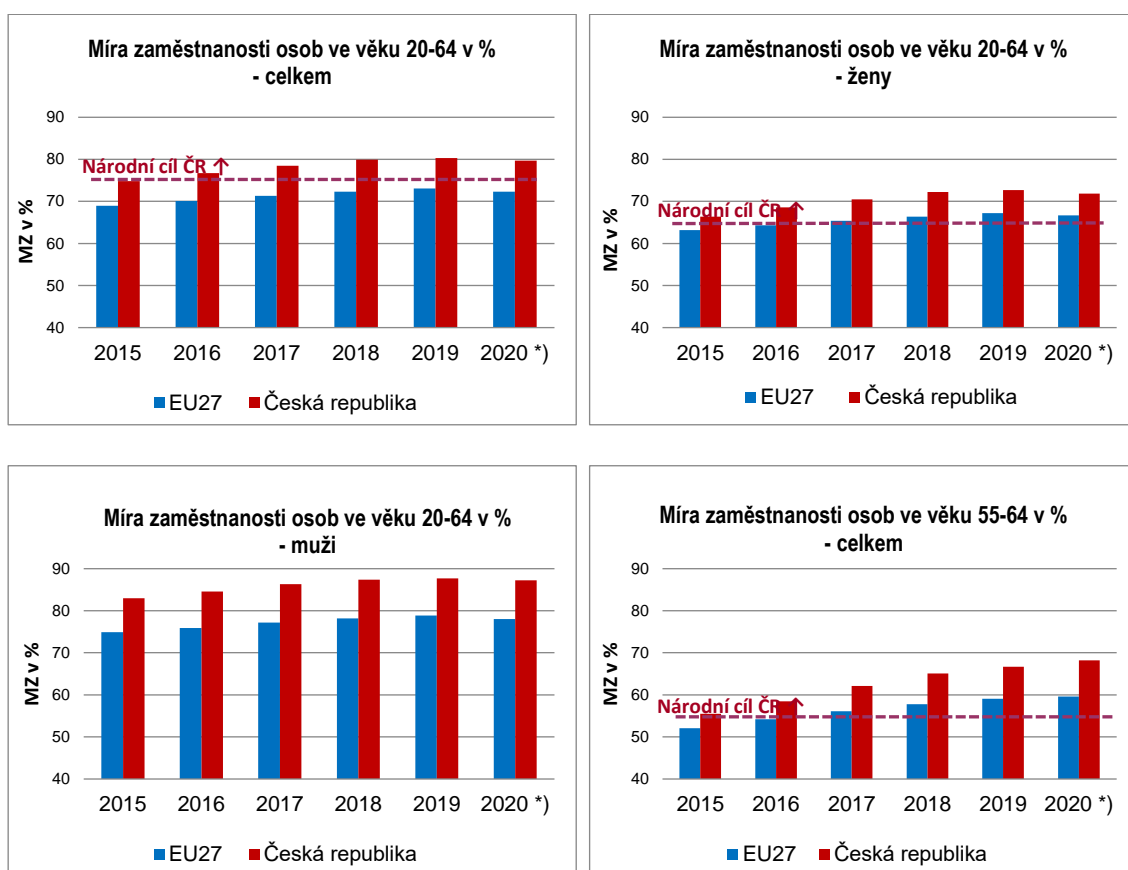 Míra zaměstnanosti osob ve věku 20-64 v %
- celkem
90
80
70
60
50
40
MZ v %
Národní cíl ČR ↑
2015 2016 2017 2018 2019 2020 *)
EU27 Česká republika
Míra zaměstnanosti osob ve věku 20-64 v %
- ženy
90
80
70
60
50
40
MZ v %
Národní cíl ČR ↑
2015 2016 2017 2018 2019 2020 *)
EU27 Česká republika
Míra zaměstnanosti osob ve věku 20-64 v %
- muži
90
80
70
60
50
40
MZ v %
2015 2016 2017 2018 2019 2020 *)
EU27 Česká republika
Míra zaměstnanosti osob ve věku 55-64 v %
- celkem
90
80
70
60
50
40
MZ v %
Národní cíl ČR ↑
2015 2016 2017 2018 2019 2020 *)
EU27 Česká republika